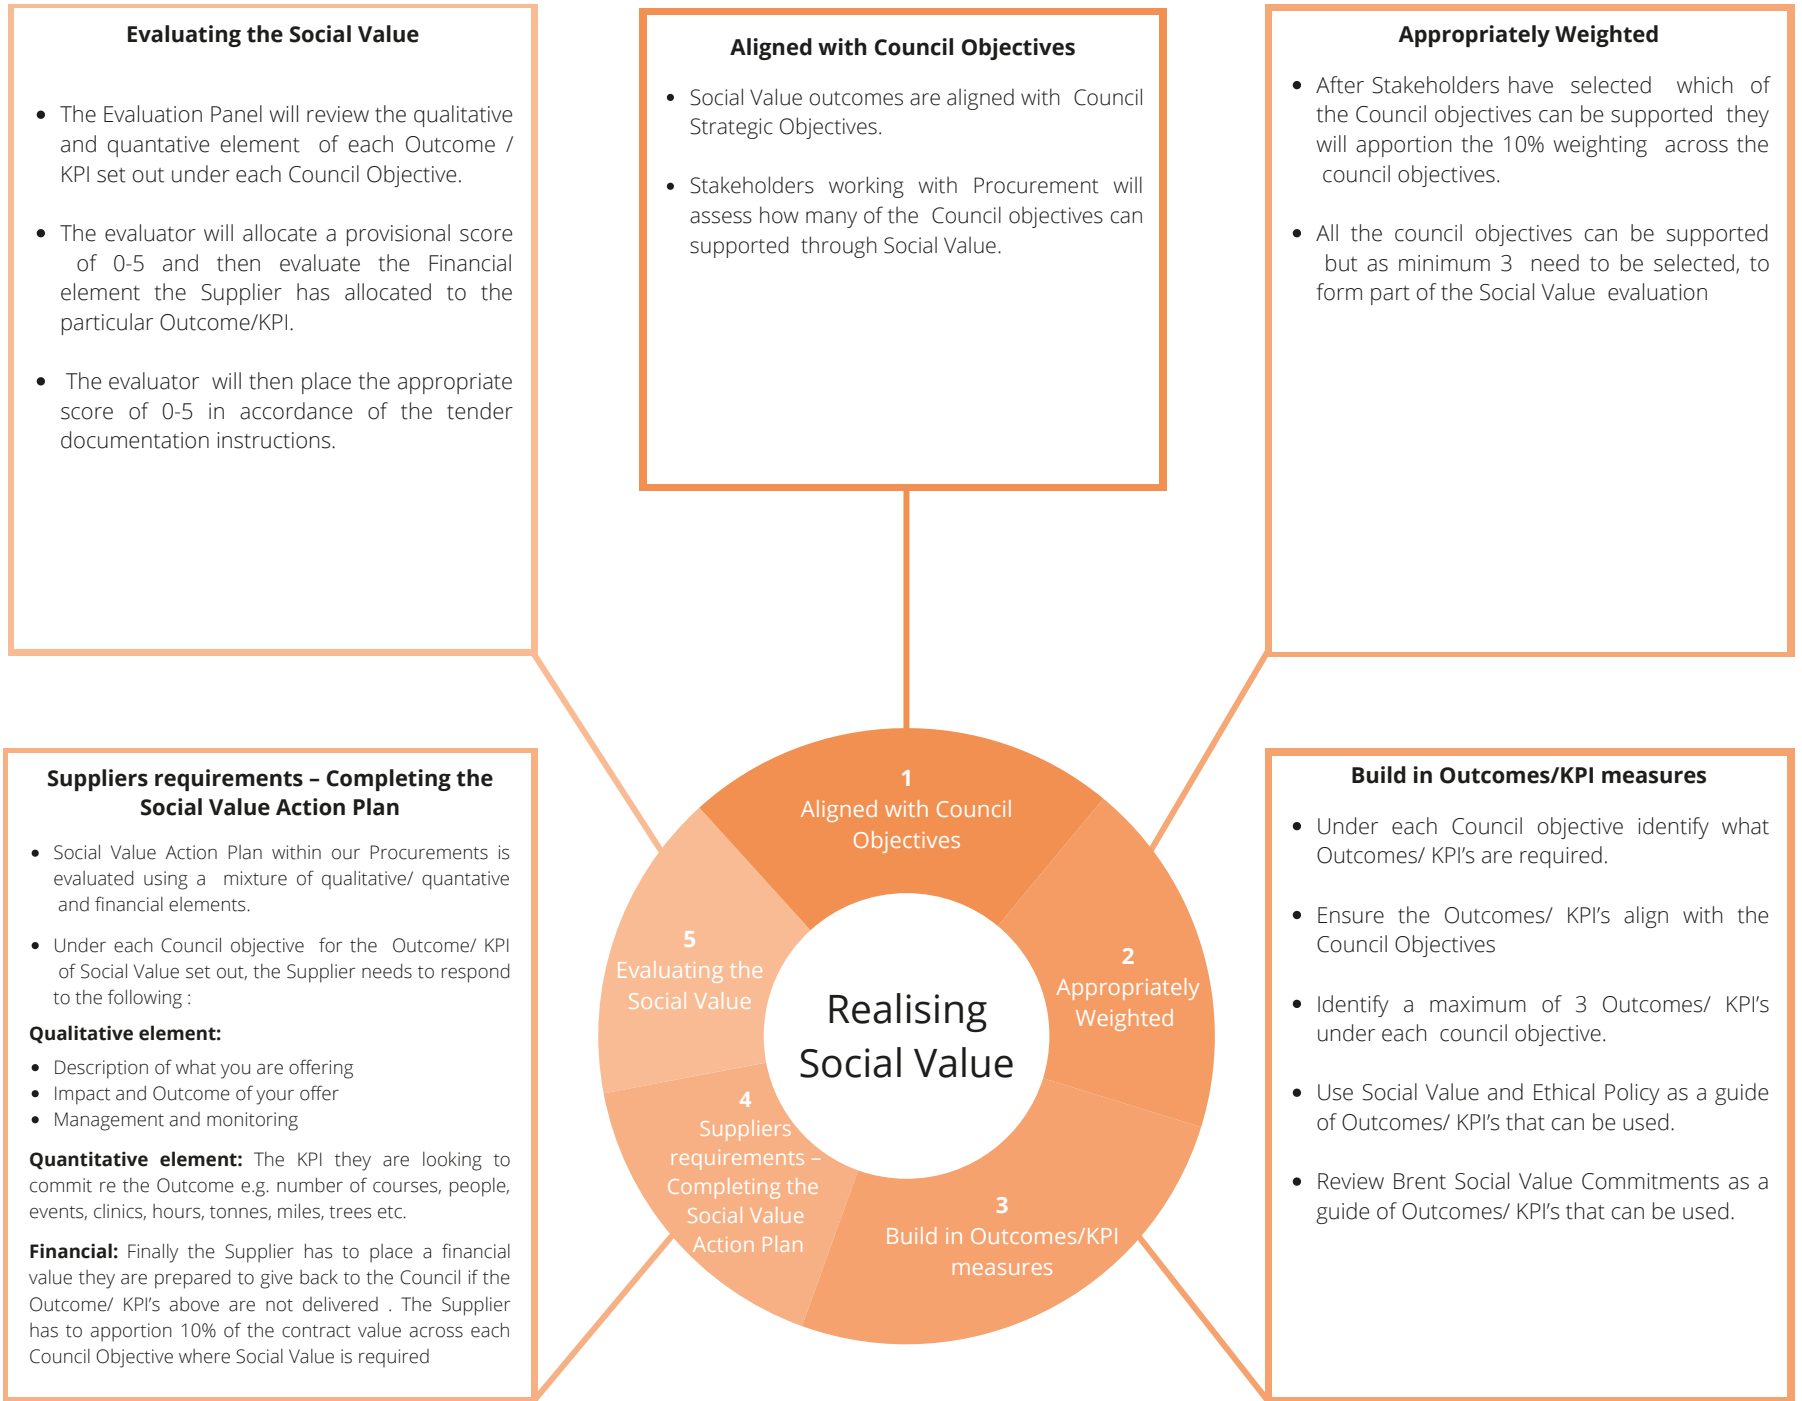 Evaluating the Social Value
• The Evaluation Panel will review the qualitative
and quantative element of each Outcome /
KPI set out under each Council Objective.
• The evaluator will allocate a provisional score
of 0-5 and then evaluate the Financial
element the Supplier has allocated to the
particular Outcome/KPI.
• The evaluator will then place the appropriate
score of 0-5 in accordance of the tender
documentation instructions.
Aligned with Council Objectives
• Social Value outcomes are aligned with Council
Strategic Objectives.
• Stakeholders working with Procurement will
assess how many of the Council objectives can
supported through Social Value.
Appropriately Weighted
• After Stakeholders have selected which of
the Council objectives can be supported they
will apportion the 10% weighting across the
council objectives.
• All the council objectives can be supported
but as minimum 3 need to be selected, to
form part of the Social Value evaluation
Suppliers requirements – Completing the
Social Value Action Plan
• Social Value Action Plan within our Procurements is
evaluated using a mixture of qualitative/ quantative
and financial elements.
• Under each Council objective for the Outcome/ KPI
of Social Value set out, the Supplier needs to respond
to the following :
Qualitative element:
• Description of what you are offering
• Impact and Outcome of your offer
• Management and monitoring
Quantitative element: The KPI they are looking to
commit re the Outcome e.g. number of courses, people,
events, clinics, hours, tonnes, miles, trees etc.
Financial: Finally the Supplier has to place a financial
value they are prepared to give back to the Council if the
Outcome/ KPI's above are not delivered . The Supplier
has to apportion 10% of the contract value across each
Council Objective where Social Value is required
1
Aligned with Council
Objectives
2
Appropriately
Weighted
3
Build in Outcomes/KPI
measures
4
Suppliers
requirements –
Completing the
Social Value
Action Plan
5
Evaluating the
Social Value
Realising
Social Value
Build in Outcomes/KPI measures
• Under each Council objective identify what
Outcomes/ KPI's are required.
• Ensure the Outcomes/ KPI's align with the
Council Objectives
• Identify a maximum of 3 Outcomes/ KPI's
under each council objective.
• Use Social Value and Ethical Policy as a guide
of Outcomes/ KPI's that can be used.
• Review Brent Social Value Commitments as a
guide of Outcomes/ KPI's that can be used.